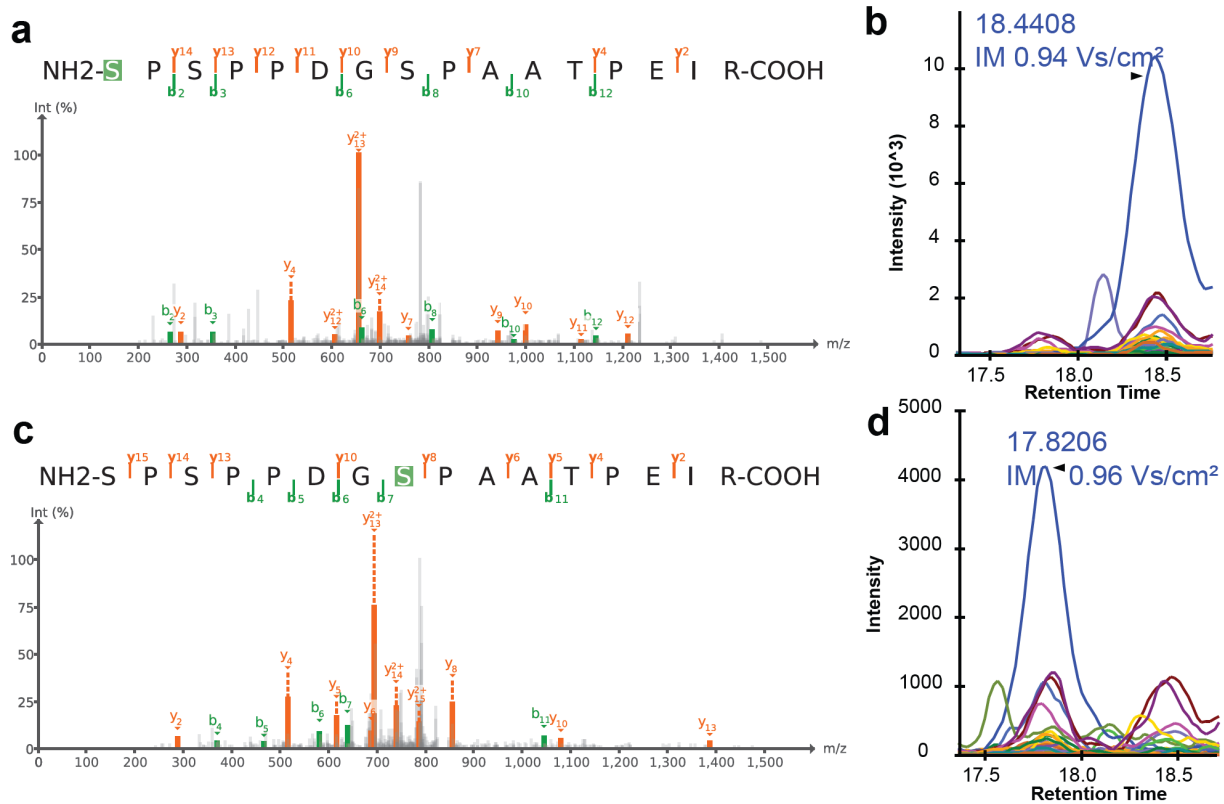 a
y14 y13 y12 y11 y10 y9 y7 y4 y2
NH2-S P S P P D G S P A A T P E I R-COOH
b2 b3 b6 b8 b10 b12
Int (%)
100
75
50
25
0
y13 2+
y4
y14 2+
y12 2+
b6
b2 y2
b3
y7
b8
y9
b10
y10
y11
b12
y12
0 100 200 300 400 500 600 700 800 900 1,000 1,100 1,200 1,300 1,400 1,500
m/z
b
18.4408
IM 0.94 Vs/cm²
Intensity (10^3)
10
8
6
4
2
0
17.5 18.0 18.5
Retention Time
c
y15 y14 y13 y10 y8 y6 y5 y4 y2
NH2-S P S P P D G S P A A T P E I R-COOH
b4 b5 b6 b7 b11
Int (%)
100
75
50
25
0
y13 2+
y4
y5
y14 2+
y15 2+
y8
y6
b7
b6
y2
b4
b5
b11
y10
y13
0 100 200 300 400 500 600 700 800 900 1,000 1,100 1,200 1,300 1,400 1,500
m/z
d
17.8206
IM 0.96 Vs/cm²
Intensity
5000
4000
3000
2000
1000
0
17.5 18.0 18.5
Retention Time